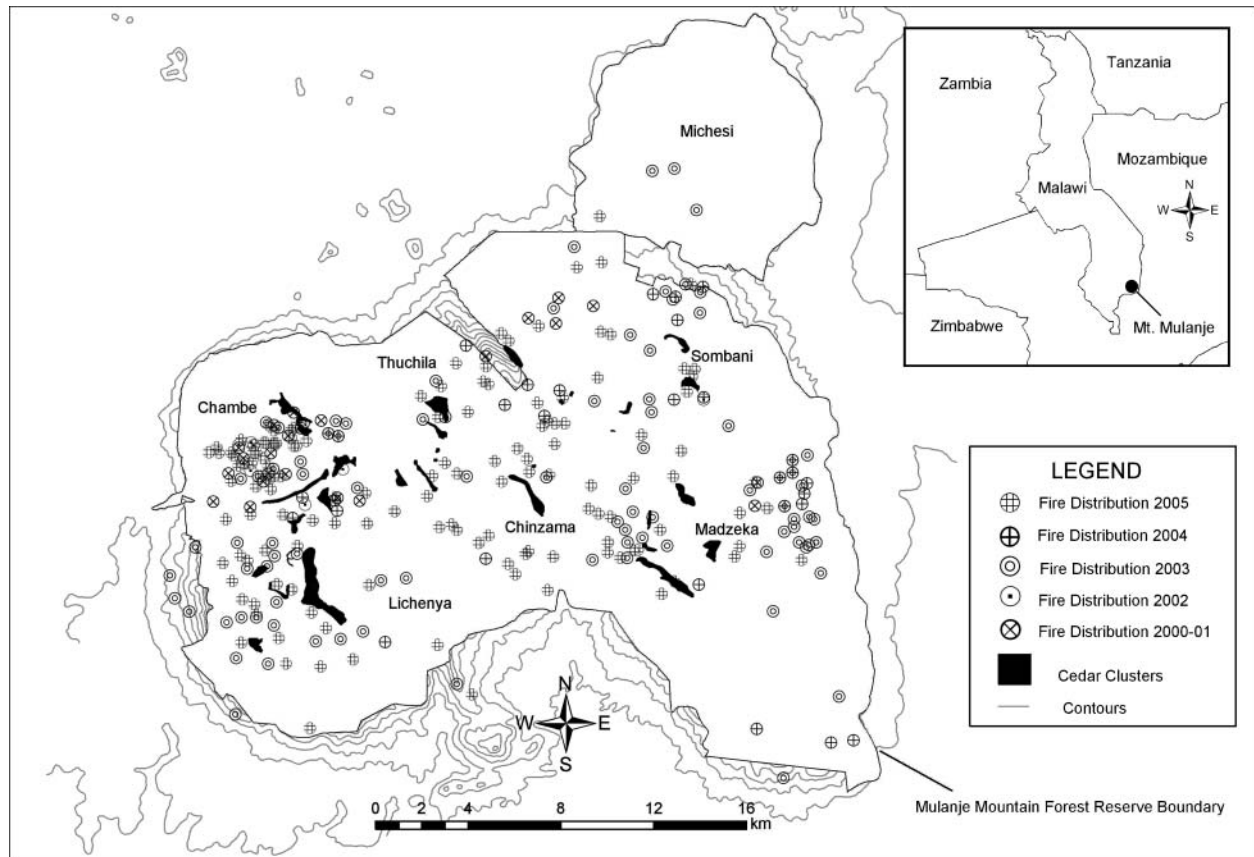 Michesi
Thuchila
Sombani
Chambe
Chinzama
Madzeka
Lichenya
N
W
E
S
0
4
8
12
16
km
Zambia
Tanzania
Mozambique
Malawi
N
W
E
S
Zimbabwe
Mt. Mulanje
LEGEND
Fire Distribution 2005
Fire Distribution 2004
Fire Distribution 2003
Fire Distribution 2002
Fire Distribution 2000-01
Cedar Clusters
Contours
Mulanje Mountain Forest Reserve Boundary